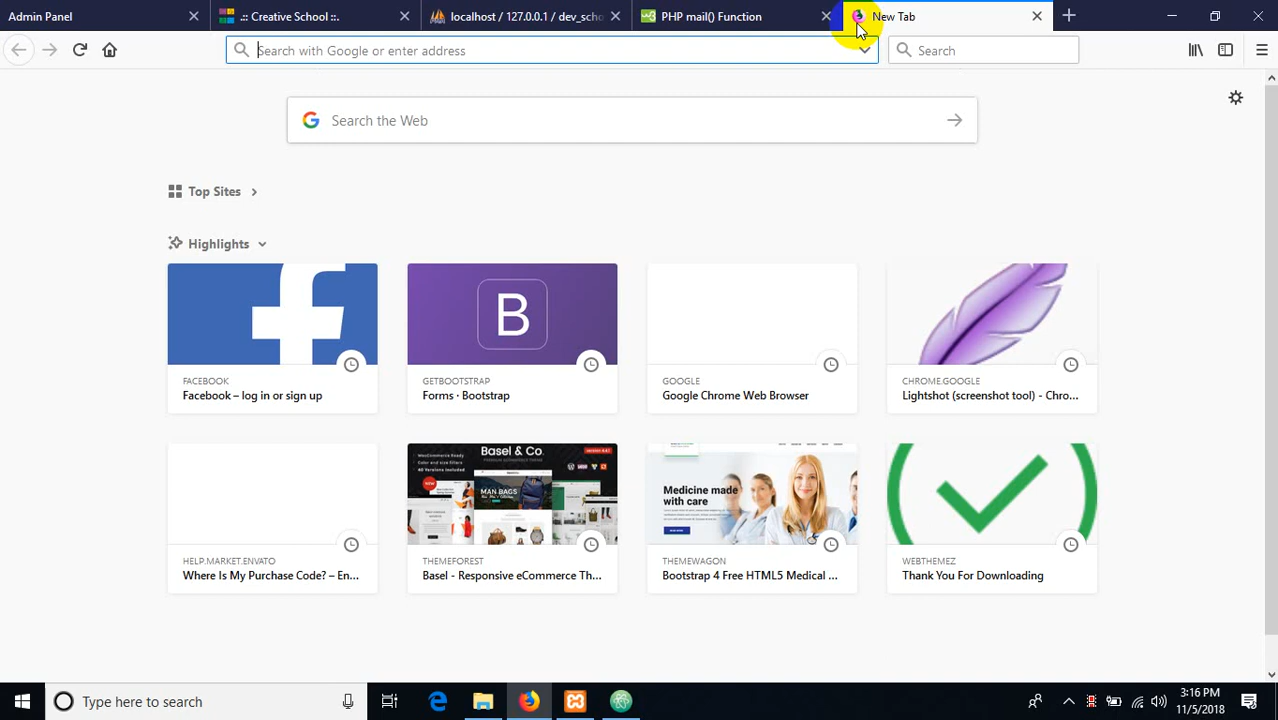 Admin Panel
.:: Creative School ::.
localhost / 127.0.0.1 / dev_scho
PHP mail() Function
New Tab
Search with Google or enter address
Search
Search the Web
Top Sites
Highlights
FACEBOOK
Facebook – log in or sign up
GETBOOTSTRAP
Forms · Bootstrap
GOOGLE
Google Chrome Web Browser
CHROME.GOOGLE
Lightshot (screenshot tool) - Chro...
B
Basel & Co.
MAN BAGS
Medicine made
with care
HELP.MARKET.ENVATO
Where Is My Purchase Code? – En...
THEMEFOREST
Basel - Responsive eCommerce Th...
THEMEWAGON
Bootstrap 4 Free HTML5 Medical ...
WEBTHEMEZ
Thank You For Downloading
Type here to search
3:16 PM
11/5/2018